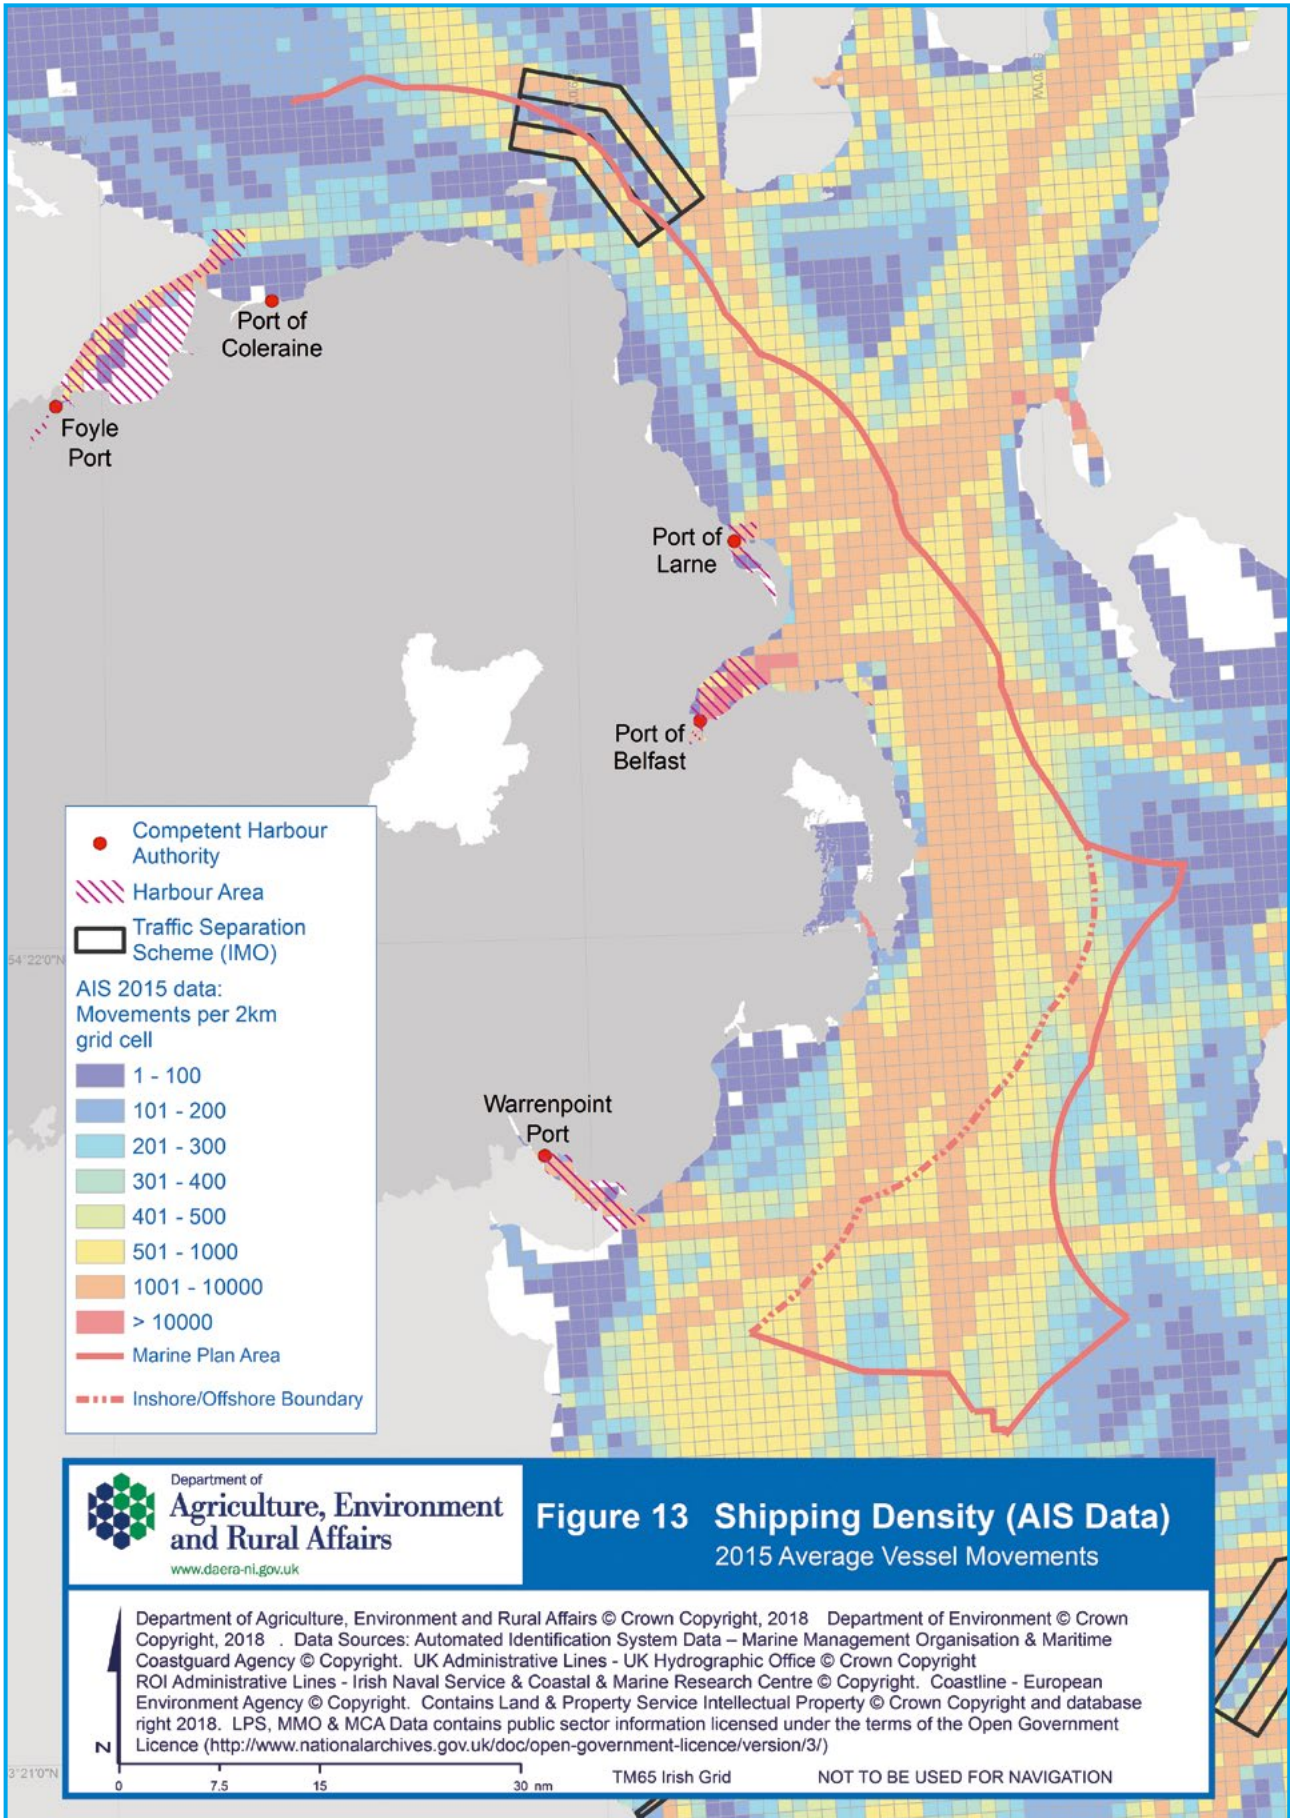 Port of
Coleraine
Foyle
Port
Port of
Larne
Port of
Belfast
Warrenpoint
Port
Competent Harbour
Authority
Harbour Area
Traffic Separation
Scheme (IMO)
AIS 2015 data:
Movements per 2km
grid cell
1 - 100
101 - 200
201 - 300
301 - 400
401 - 500
501 - 1000
1001 - 10000
> 10000
Marine Plan Area
Inshore/Offshore Boundary
54°22'0"N
Department of
Agriculture, Environment
and Rural Affairs
www.daera-ni.gov.uk
Figure 13 Shipping Density (AIS Data)
2015 Average Vessel Movements
Department of Agriculture, Environment and Rural Affairs © Crown Copyright, 2018 Department of Environment © Crown
Copyright, 2018 . Data Sources: Automated Identification System Data – Marine Management Organisation & Maritime
Coastguard Agency © Copyright. UK Administrative Lines - UK Hydrographic Office © Crown Copyright
ROI Administrative Lines - Irish Naval Service & Coastal & Marine Research Centre © Copyright. Coastline - European
Environment Agency © Copyright. Contains Land & Property Service Intellectual Property © Crown Copyright and database
right 2018. LPS, MMO & MCA Data contains public sector information licensed under the terms of the Open Government
Licence (http://www.nationalarchives.gov.uk/doc/open-government-licence/version/3/)
N
3°21'0"N
0 7.5 15 30 nm
TM65 Irish Grid
NOT TO BE USED FOR NAVIGATION